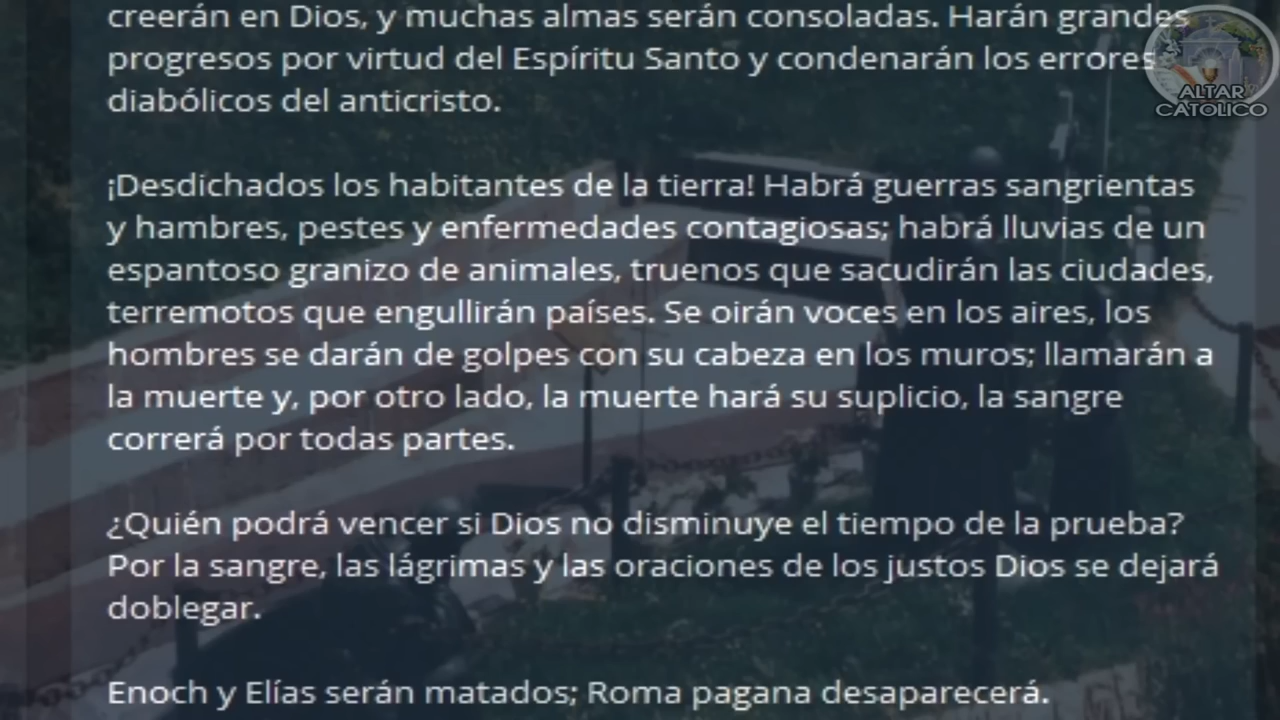 creerán en Dios, y muchas almas serán consoladas. Harán grandes
progresos por virtud del Espíritu Santo y condenarán los errores
diabólicos del anticristo.
ALTAR
CATOLICO
¡Desdichados los habitantes de la tierra! Habrá guerras sangrientas
y hambres, pestes y enfermedades contagiosas; habrá lluvias de un
espantoso granizo de animales, truenos que sacudirán las ciudades,
terremotos que engullirán países. Se oirán voces en los aires, los
hombres se darán de golpes con su cabeza en los muros; llamarán a
la muerte y, por otro lado, la muerte hará su suplicio, la sangre
correrá por todas partes.
¿Quién podrá vencer si Dios no disminuye el tiempo de la prueba?
Por la sangre, las lágrimas y las oraciones de los justos Dios se dejará
doblegar.
Enoch y Elías serán matados; Roma pagana desaparecerá.